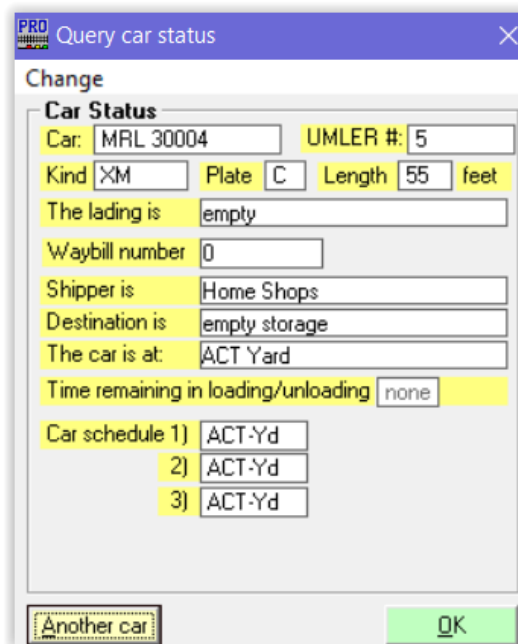 PRO Query car status
Change
Car Status
Car: MRL 30004 UMLER #: 5
Kind XM Plate C Length 55 feet
The lading is empty
Waybill number 0
Shipper is Home Shops
Destination is empty storage
The car is at: ACT Yard
Time remaining in loading/unloading none
Car schedule 1) ACT-Yd
2) ACT-Yd
3) ACT-Yd
Another car OK